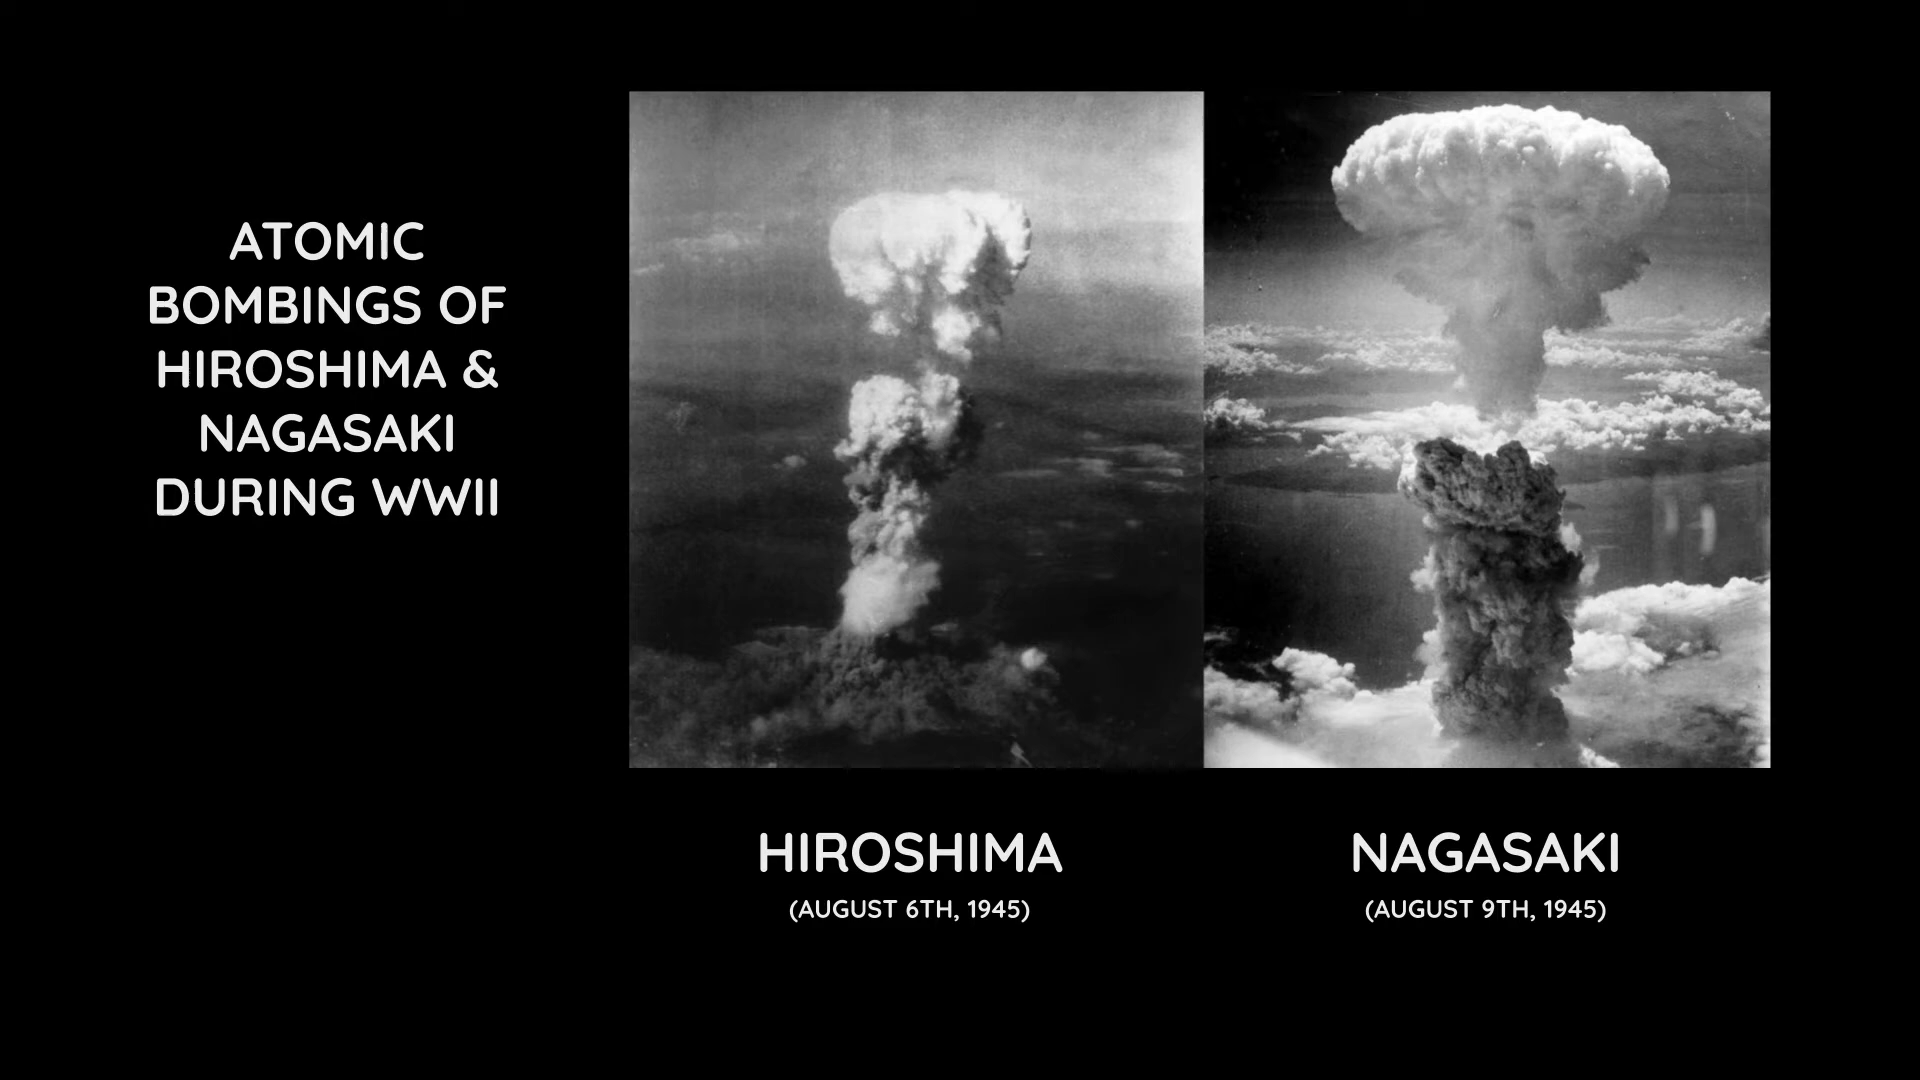 ATOMIC
BOMBINGS OF
HIROSHIMA &
NAGASAKI
DURING WWII
HIROSHIMA
(AUGUST 6TH, 1945)
NAGASAKI
(AUGUST 9TH, 1945)